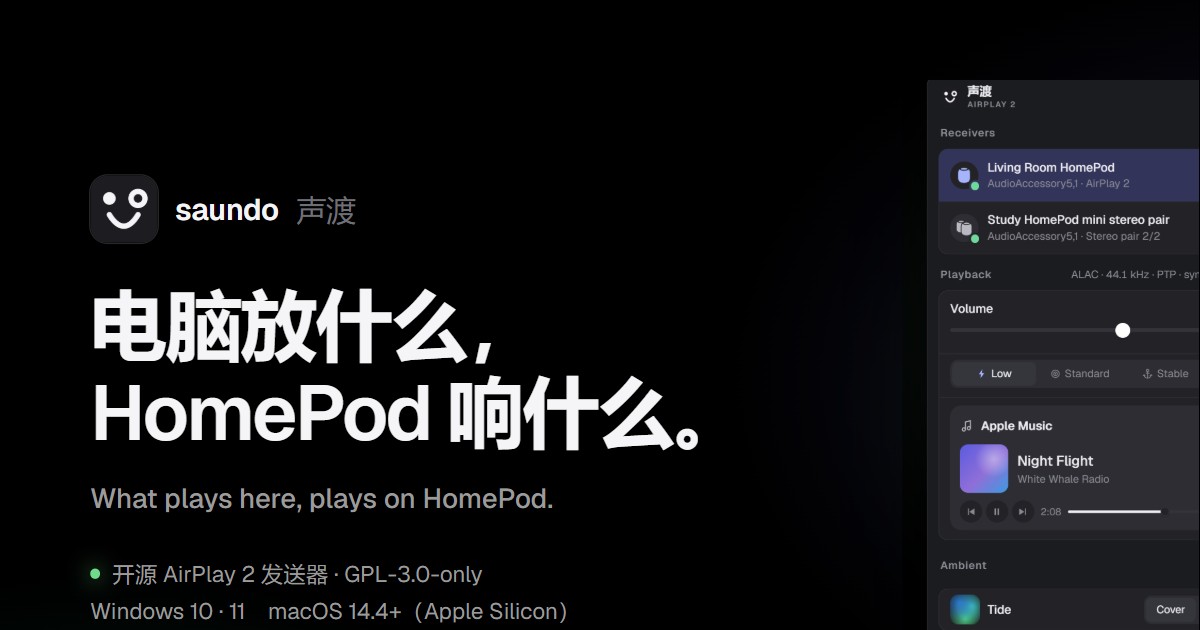 saundo 声渡
电脑放什么,
HomePod 响什么。
What plays here, plays on HomePod.
开源 AirPlay 2 发送器 · GPL-3.0-only
Windows 10 · 11 macOS 14.4+（Apple Silicon）
声渡
AIRPLAY 2
Receivers
Living Room HomePod
AudioAccessory5,1 · AirPlay 2
Study HomePod mini stereo pair
AudioAccessory5,1 · Stereo pair 2/2
Playback ALAC · 44.1 kHz · PTP ·
Volume
Low Standard Stable
Apple Music
Night Flight
White Whale Radio
2:08
Ambient
Tide Cover